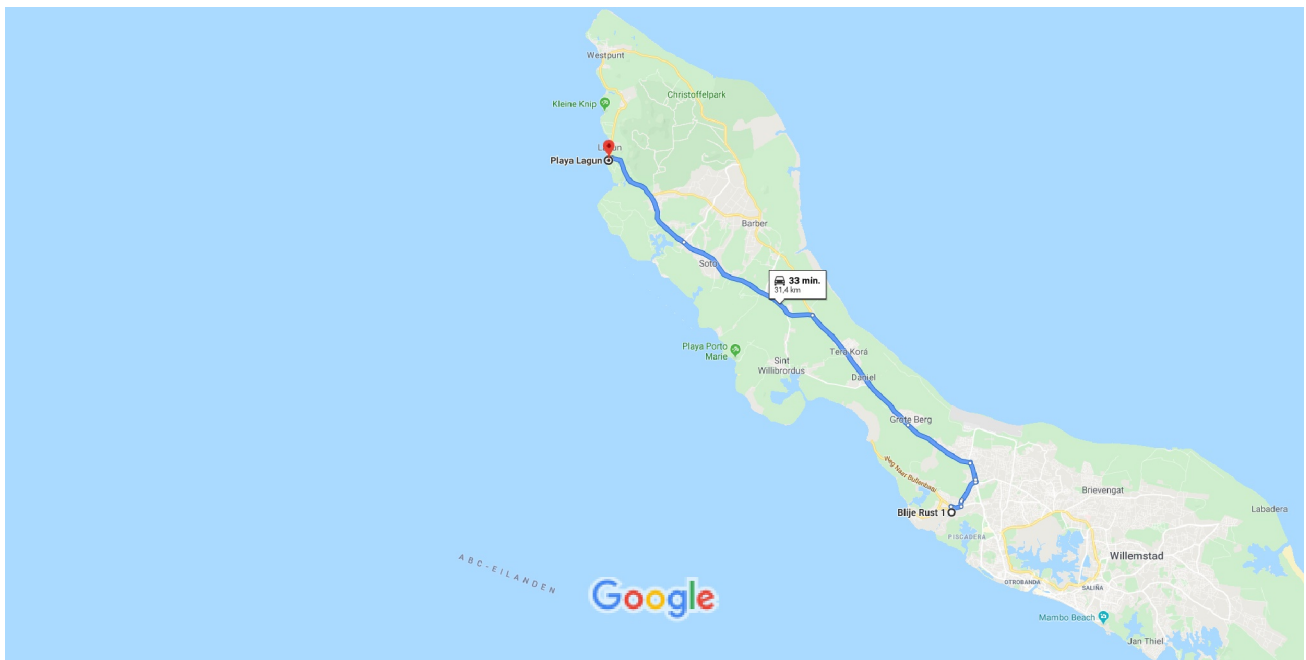 Westpunt
Christoffelpark
Kleine Knip
Playa Lagun
Barber
Soto
33 min.
31,4 km
Playa Porto
Marie
Sint
Willibrordus
Tera Korá
Daniel
Grote Berg
Weg Naar Bullenbaai
Brievengat
Labadera
Blije Rust 1
PISCADERA
Willemstad
ABC-EILANDEN
OTROBANDA
SALIÑA
Google
Mambo Beach
Jan Thiel